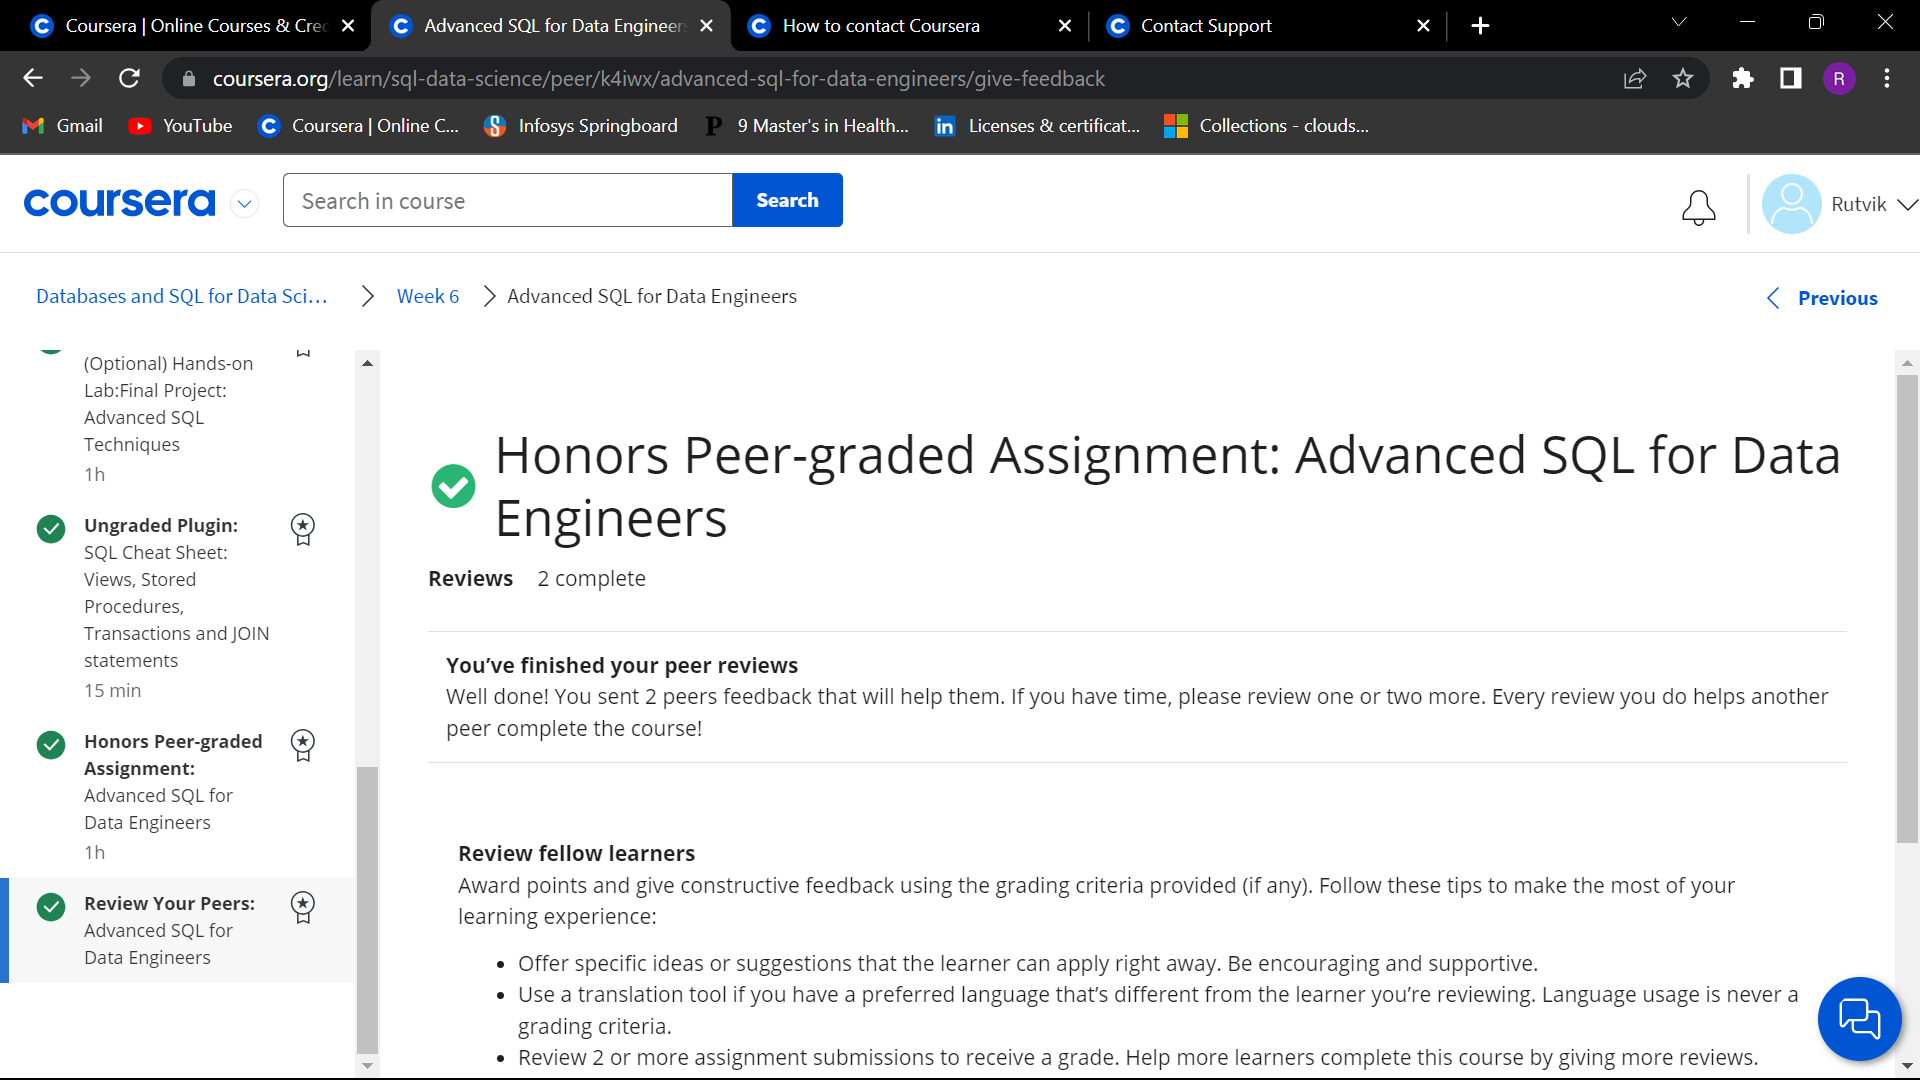 Coursera | Online Courses & Cre
Advanced SQL for Data Engineer
How to contact Coursera
Contact Support
coursera.org/learn/sql-data-science/peer/k4iwx/advanced-sql-for-data-engineers/give-feedback
R
Gmail
YouTube
Coursera | Online C...
Infosys Springboard
9 Master's in Health...
Licenses & certificat...
Collections - clouds...
coursera
Search in course
Search
Rutvik
Databases and SQL for Data Sci...
Week 6
Advanced SQL for Data Engineers
Previous
(Optional) Hands-on
Lab:Final Project:
Advanced SQL
Techniques
1h
Ungraded Plugin:
SQL Cheat Sheet:
Views, Stored
Procedures,
Transactions and JOIN
statements
15 min
Honors Peer-graded
Assignment:
Advanced SQL for
Data Engineers
1h
Review Your Peers:
Advanced SQL for
Data Engineers
Honors Peer-graded Assignment: Advanced SQL for Data
Engineers
Reviews 2 complete
You've finished your peer reviews
Well done! You sent 2 peers feedback that will help them. If you have time, please review one or two more. Every review you do helps another
peer complete the course!
Review fellow learners
Award points and give constructive feedback using the grading criteria provided (if any). Follow these tips to make the most of your
learning experience:
• Offer specific ideas or suggestions that the learner can apply right away. Be encouraging and supportive.
• Use a translation tool if you have a preferred language that's different from the learner you're reviewing. Language usage is never a
grading criteria.
• Review 2 or more assignment submissions to receive a grade. Help more learners complete this course by giving more reviews.